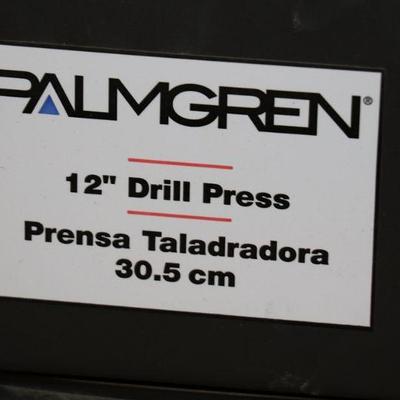 PALMGREN®
12" Drill Press
Prensa Taladradora
30.5 cm